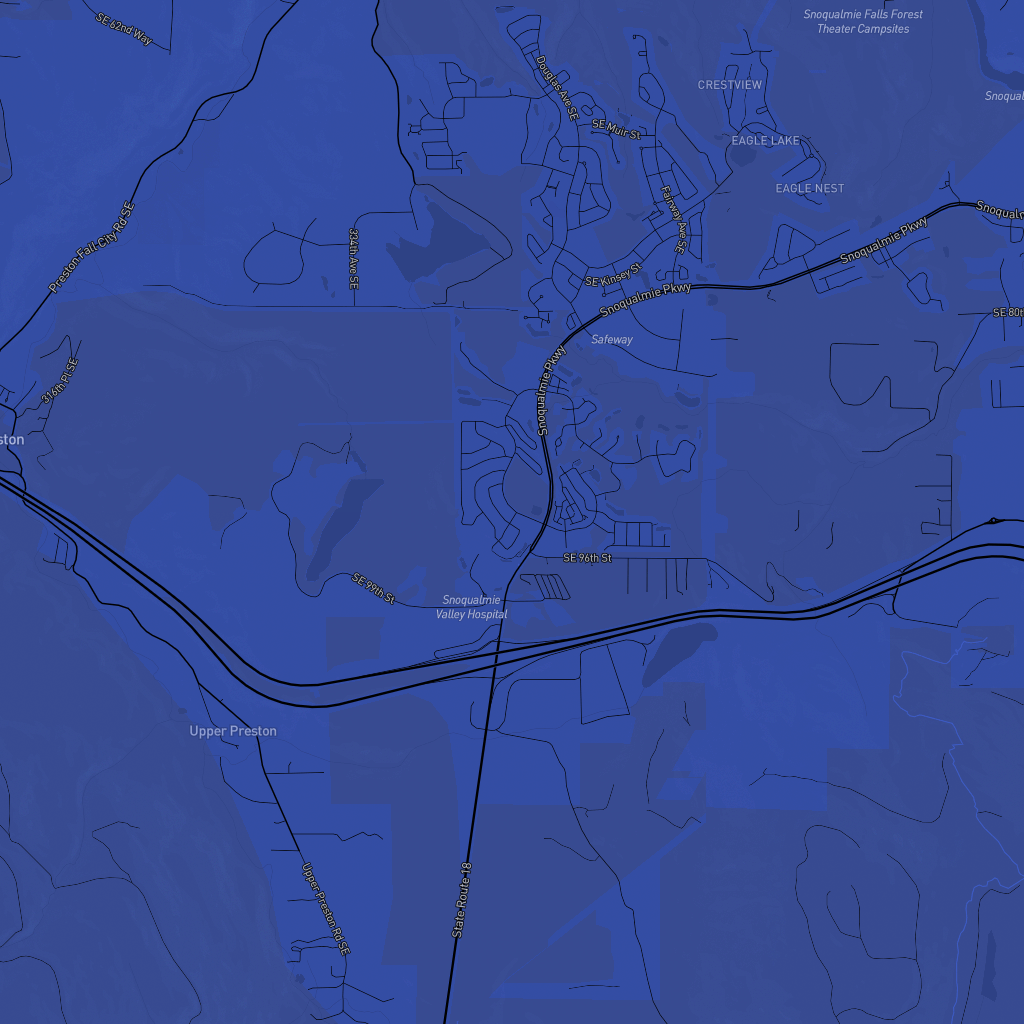 SE 62nd Way
Snoqualmie Falls Forest
Theater Campsites
Douglas Ave SE
CRESTVIEW
Snoqual
SE Muir St
EAGLE LAKE
EAGLE NEST
Preston Fall-City Rd SE
334th Ave SE
Fairway Ave SE
Snoqualm
Snoqualmie Pkwy
SE Kinsey St
Snoqualmie Pkwy
SE 80t
Safeway
316th Pl SE
Snoqualmie Pkwy
ston
SE 96th St
SE 99th St
Snoqualmie
Valley Hospital
Upper Preston
Upper Preston Rd SE
State Route 18